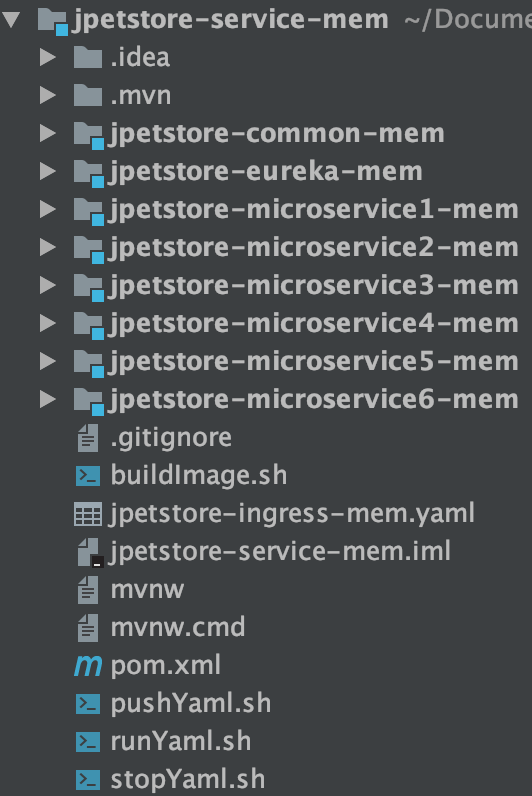 jpetstore-service-mem ~/Docume
.idea
.mvn
jpetstore-common-mem
jpetstore-eureka-mem
jpetstore-microservice1-mem
jpetstore-microservice2-mem
jpetstore-microservice3-mem
jpetstore-microservice4-mem
jpetstore-microservice5-mem
jpetstore-microservice6-mem
.gitignore
buildImage.sh
jpetstore-ingress-mem.yaml
jpetstore-service-mem.iml
mvnw
mvnw.cmd
pom.xml
pushYaml.sh
runYaml.sh
stopYaml.sh